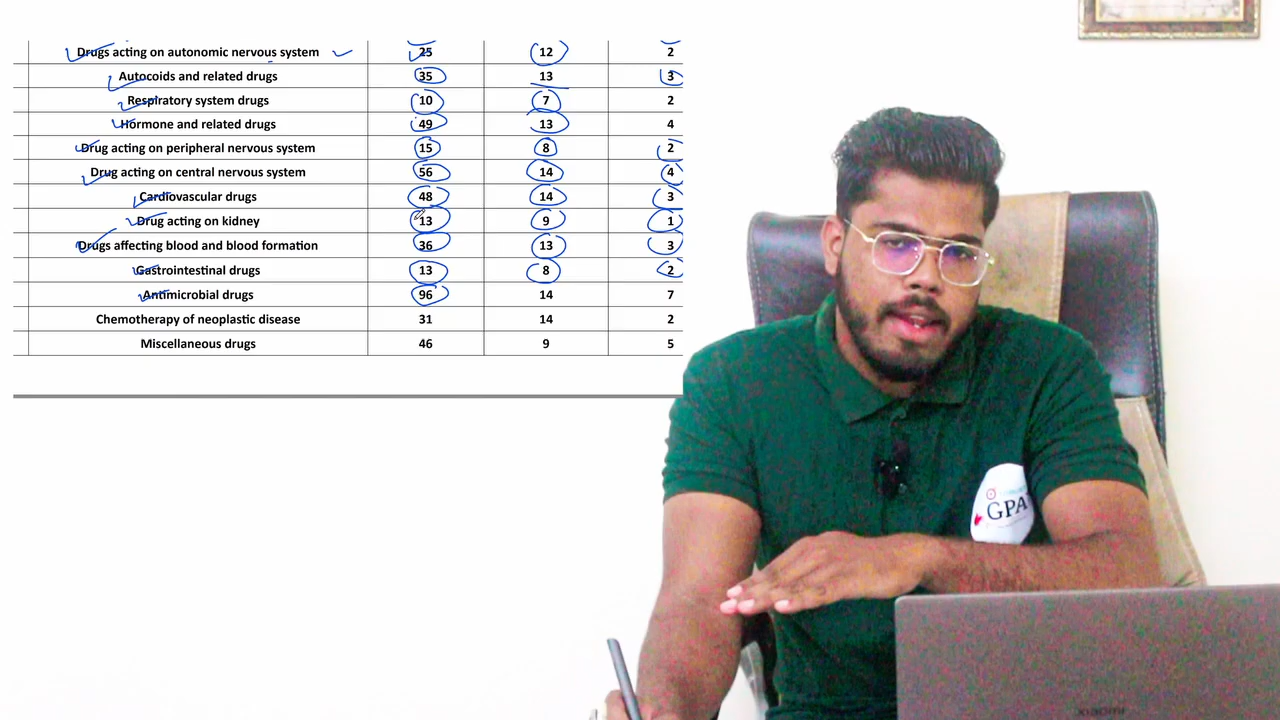 Drugs acting on autonomic nervous system 25 12 2
Autocoids and related drugs 35 13 3
Respiratory system drugs 10 7 2
Hormone and related drugs 49 13 4
Drug acting on peripheral nervous system 15 8 2
Drug acting on central nervous system 56 14 4
Cardiovascular drugs 48 14 3
Drug acting on kidney 13 9 1
Drugs affecting blood and blood formation 36 13 3
Gastrointestinal drugs 13 8 2
Antimicrobial drugs 96 14 7
Chemotherapy of neoplastic disease 31 14 2
Miscellaneous drugs 46 9 5
GPA
xiaomi